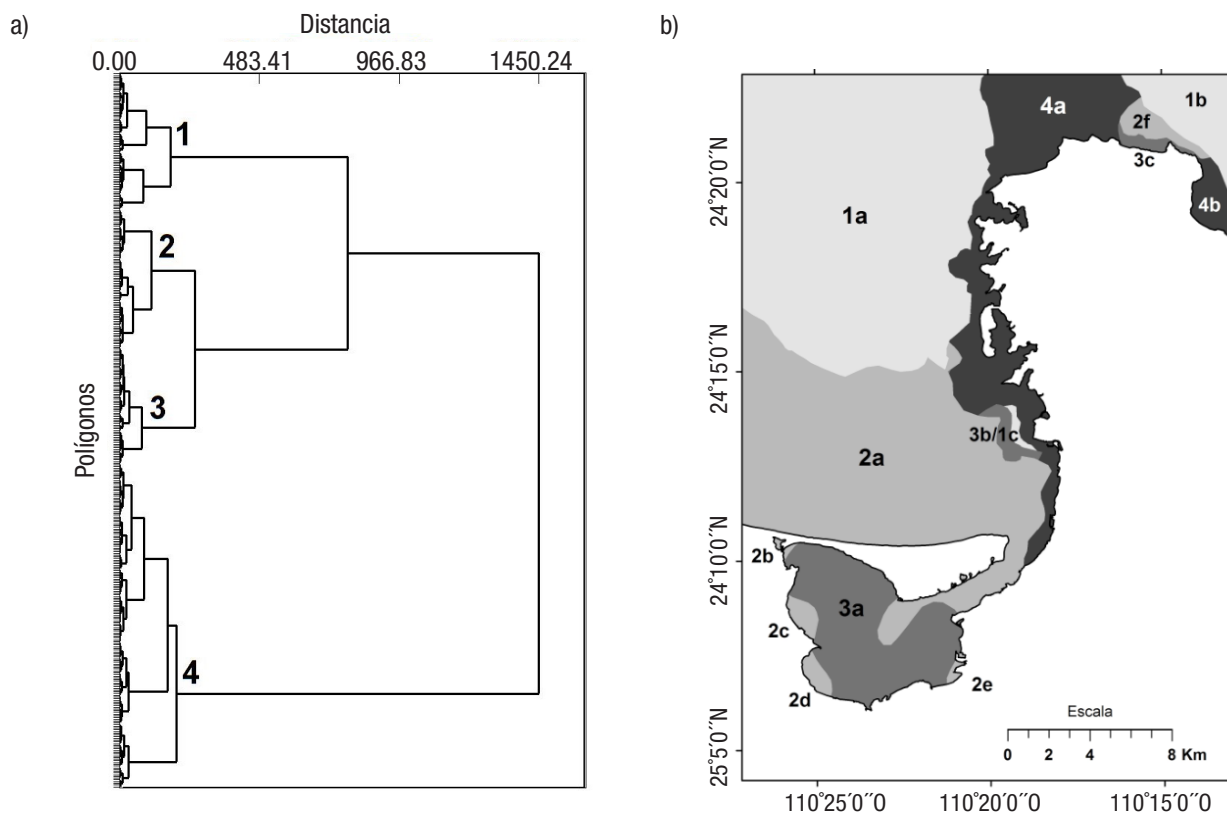 a)
Distancia
0.00 483.41 966.83 1450.24
Polígonos
1
2
3
4
b)
4a
1b
2f
3c
4b
1a
3b/1c
2a
2b
3a
2c
2d
2e
Escala
0 2 4 8 Km
24°20'0''N
24°15'0''N
24°10'0''N
25°5'0''N
110°25'0''O 110°20'0''O 110°15'0''O